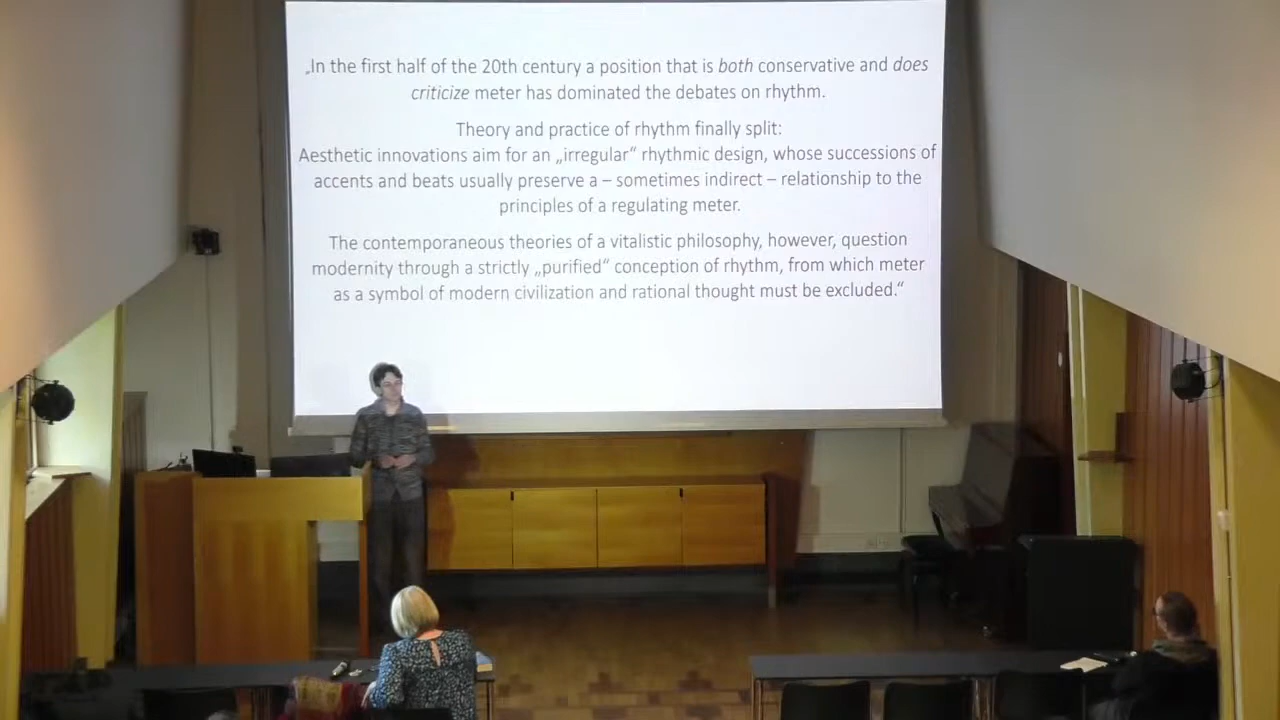 „In the first half of the 20th century a position that is both conservative and does
criticize meter has dominated the debates on rhythm.
Theory and practice of rhythm finally split:
Aesthetic innovations aim for an „irregular“ rhythmic design, whose successions of
accents and beats usually preserve a – sometimes indirect – relationship to the
principles of a regulating meter.
The contemporaneous theories of a vitalistic philosophy, however, question
modernity through a strictly „purified“ conception of rhythm, from which meter
as a symbol of modern civilization and rational thought must be excluded.“